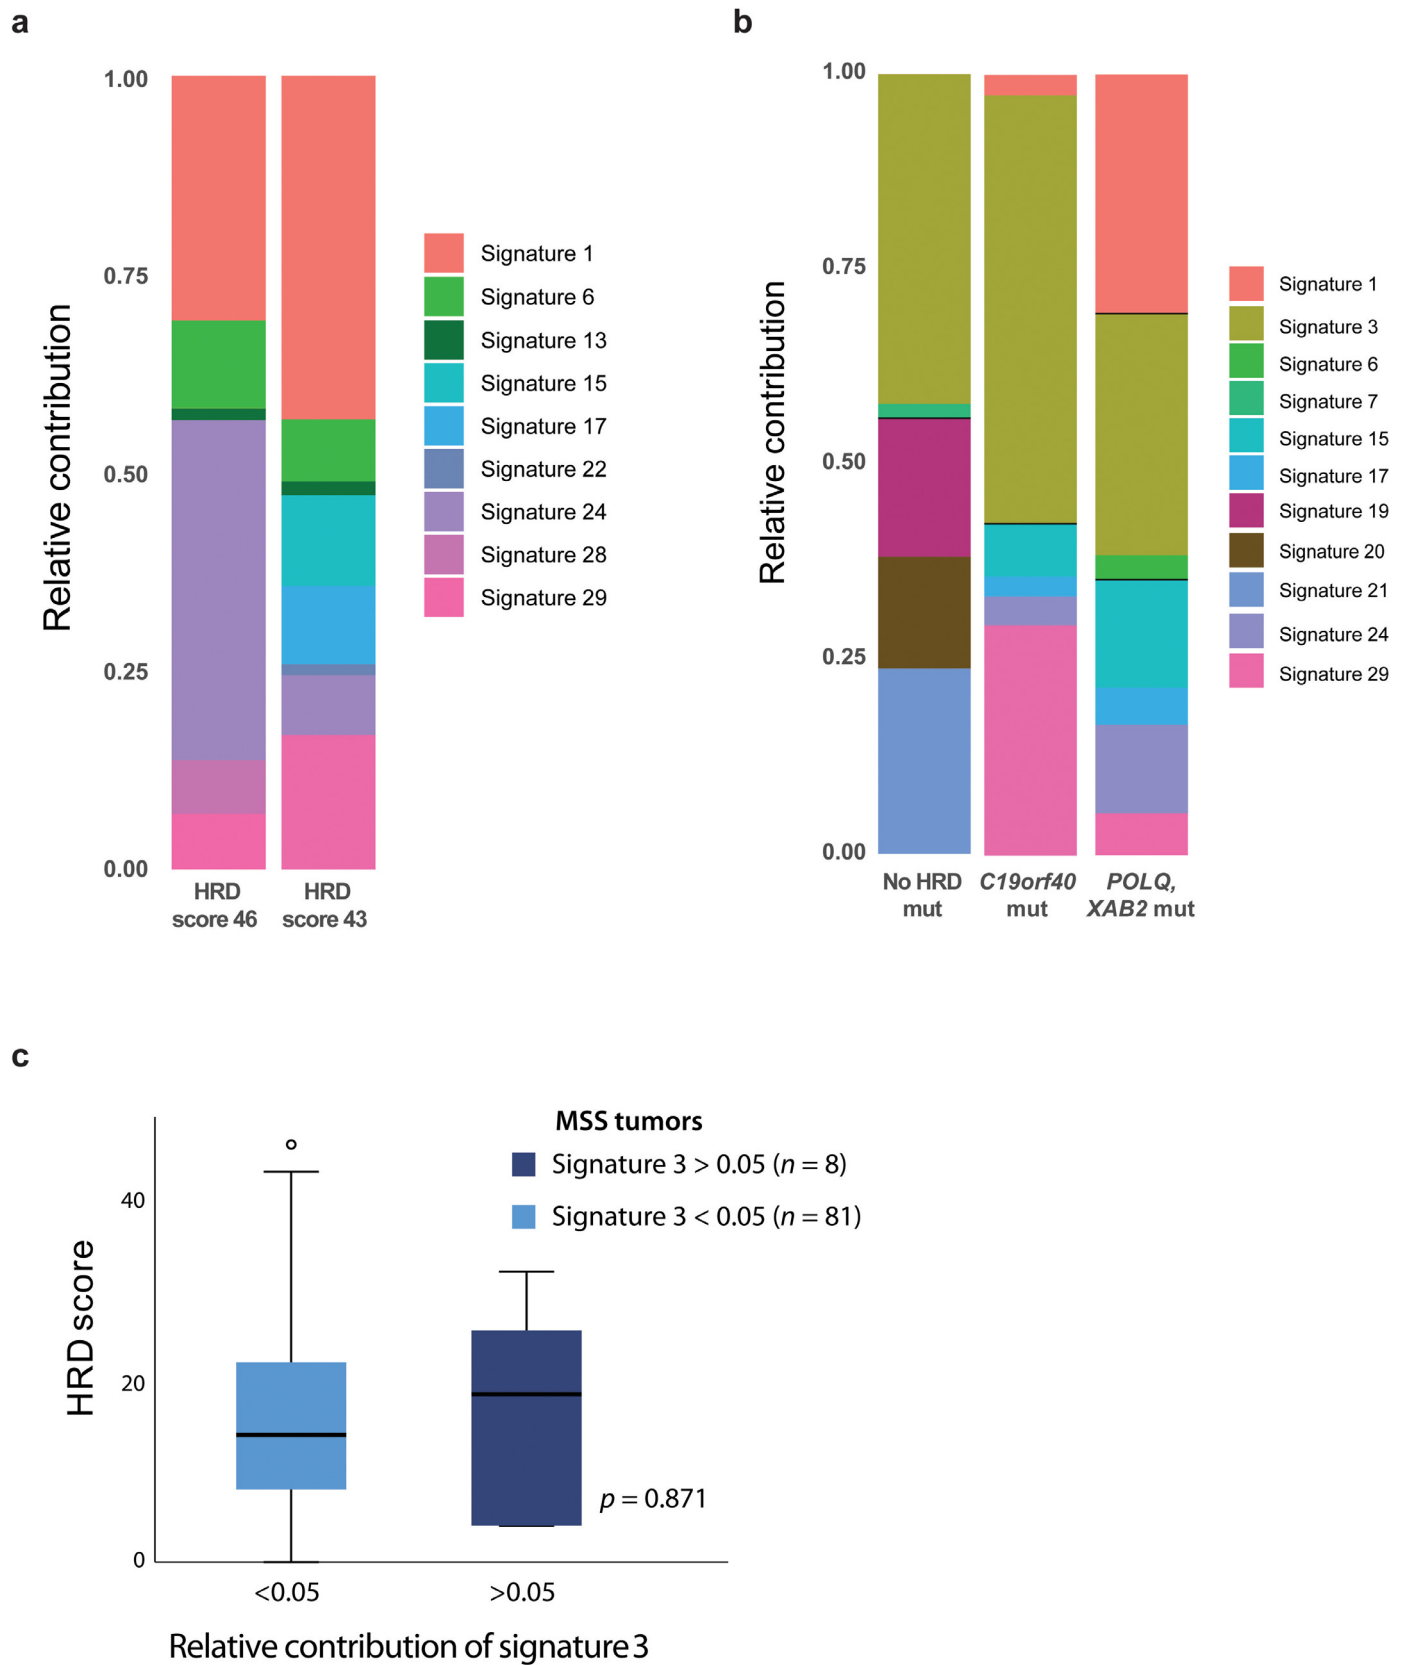 a
1.00
0.75
0.50
0.25
0.00
Relative contribution
HRD
score 46
HRD
score 43
Signature 1
Signature 6
Signature 13
Signature 15
Signature 17
Signature 22
Signature 24
Signature 28
Signature 29
b
1.00
0.75
0.50
0.25
0.00
Relative contribution
No HRD
mut
C19orf40
mut
POLQ,
XAB2 mut
Signature 1
Signature 3
Signature 6
Signature 7
Signature 15
Signature 17
Signature 19
Signature 20
Signature 21
Signature 24
Signature 29
c
MSS tumors
Signature 3 > 0.05 (n = 8)
Signature 3 < 0.05 (n = 81)
40
20
0
HRD score
p = 0.871
<0.05
>0.05
Relative contribution of signature 3